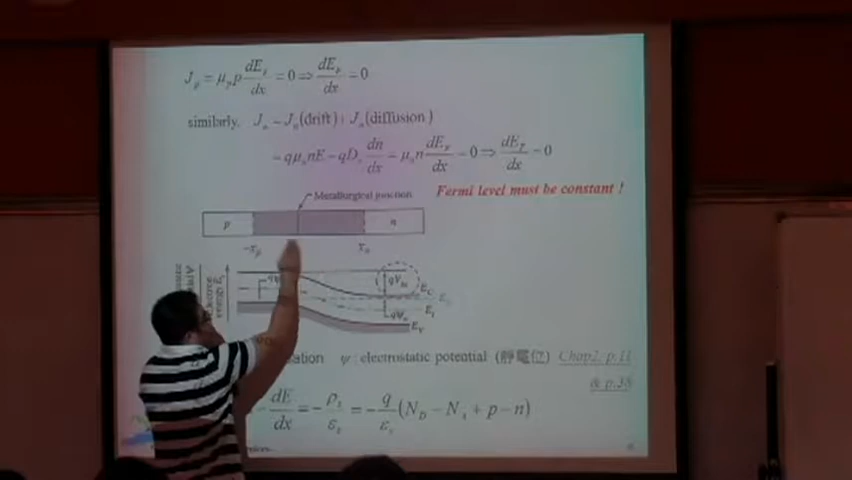 J_p = μ_p p dE_F/dx = 0 ⇒ dE_F/dx = 0
similarly, J_n = J_n(drift) + J_n(diffusion)
= qμ_n nE + qD_n dn/dx = μ_n n dE_F/dx = 0 ⇒ dE_F/dx = 0
Metallurgical junction
Fermi level must be constant !
p n
-x_p x_n
qV_bi
E_C
E_i
qψ_n
E_V
ψ : electrostatic potential (靜電位) Chap2, p.11
& p.38
dE/dx = - ρ_s/ε_s = - q/ε_s (N_D - N_A + p - n)